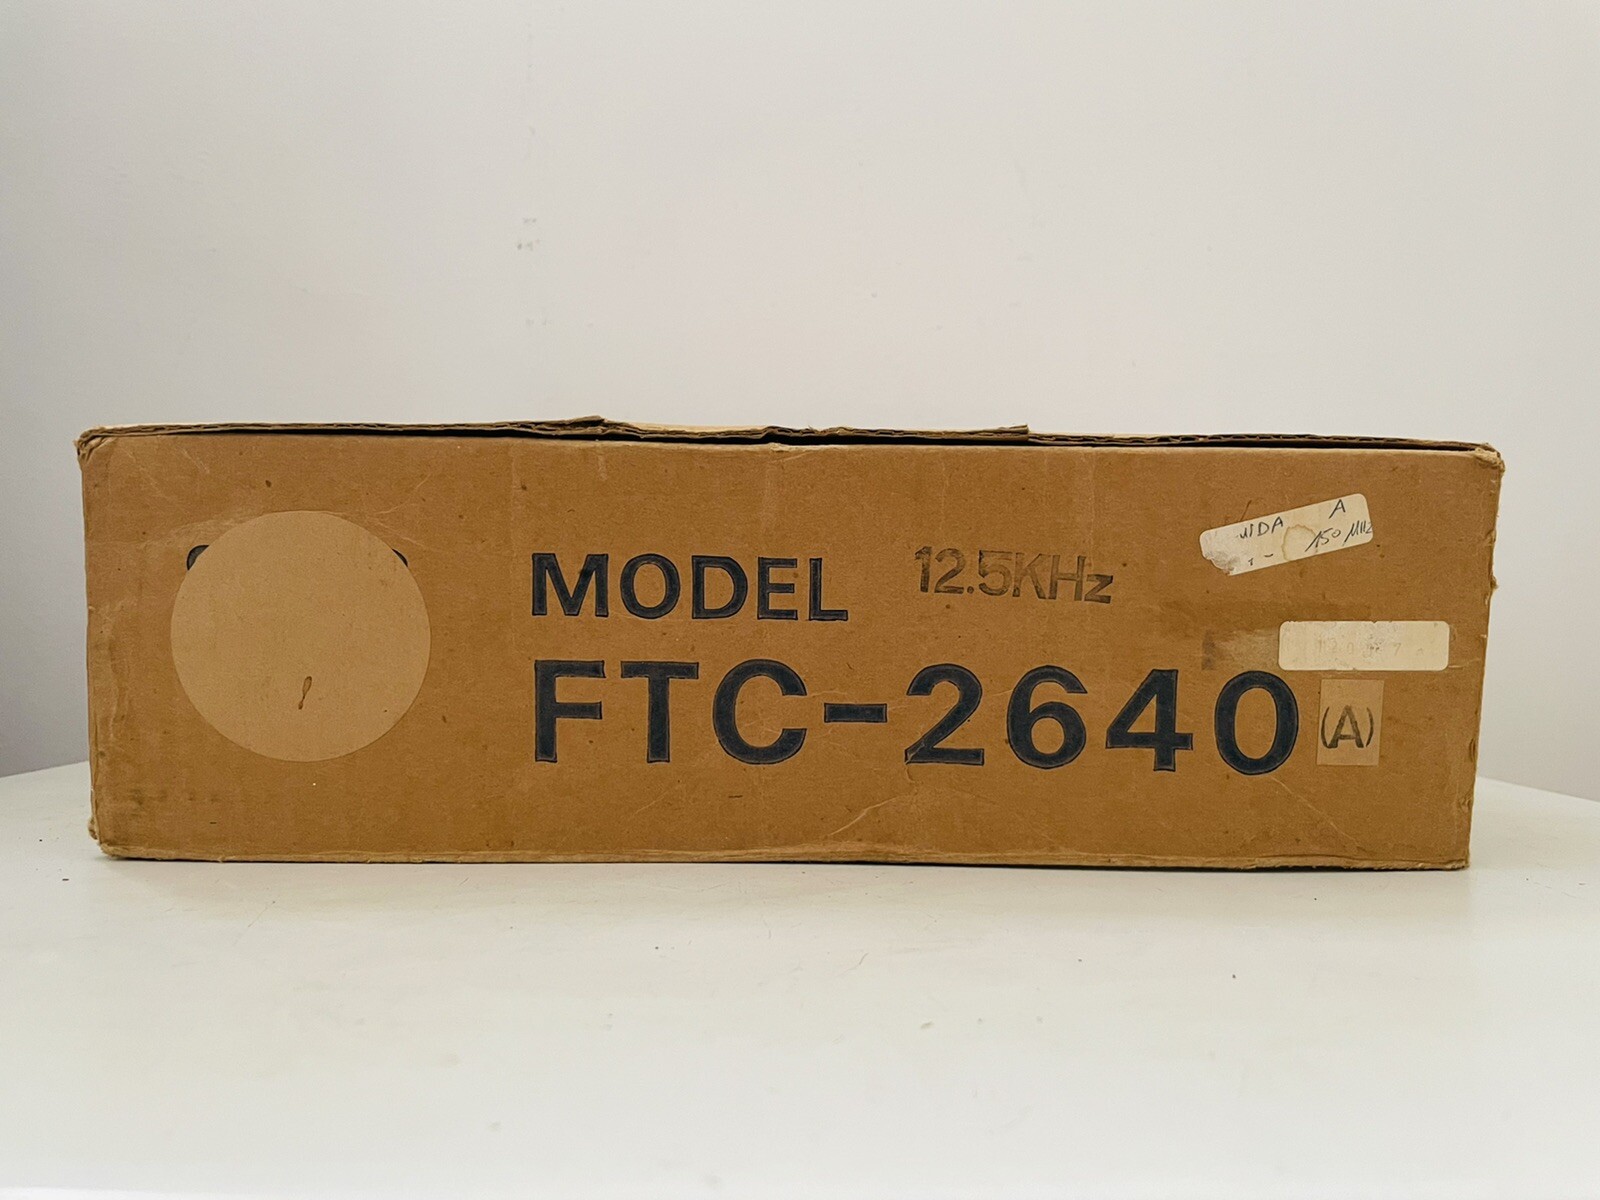 MODEL 12.5KHz
FTC-2640 (A)
A
150 MHz